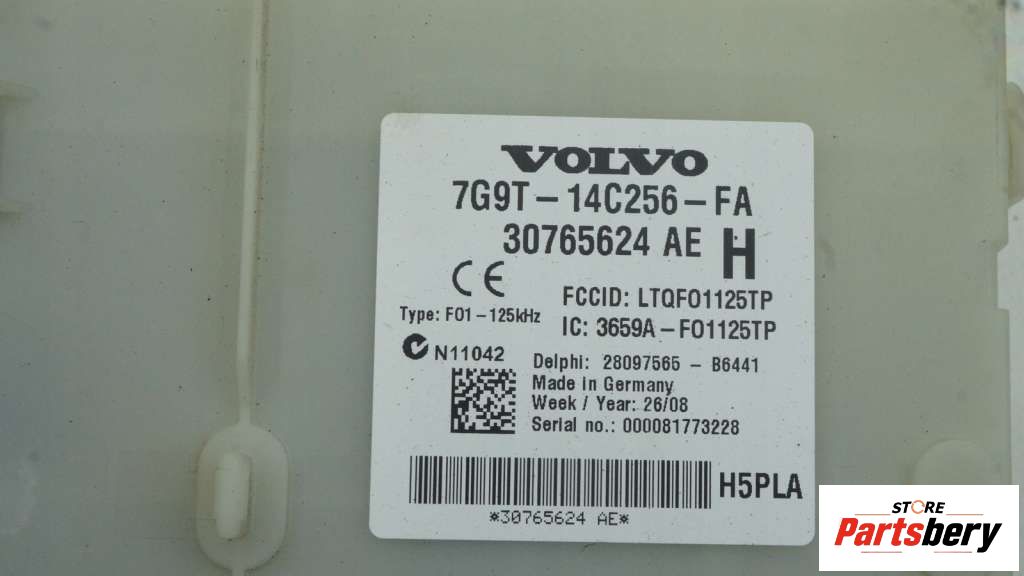 VOLVO
7G9T-14C256-FA
30765624 AE H
CE
FCCID: LTQF01125TP
Type: F01-125kHz
IC: 3659A-F01125TP
N11042
Delphi: 28097565 - B6441
Made in Germany
Week / Year: 26/08
Serial no.: 000081773228
H5PLA
*30765624 AE*
STORE
Partsbery